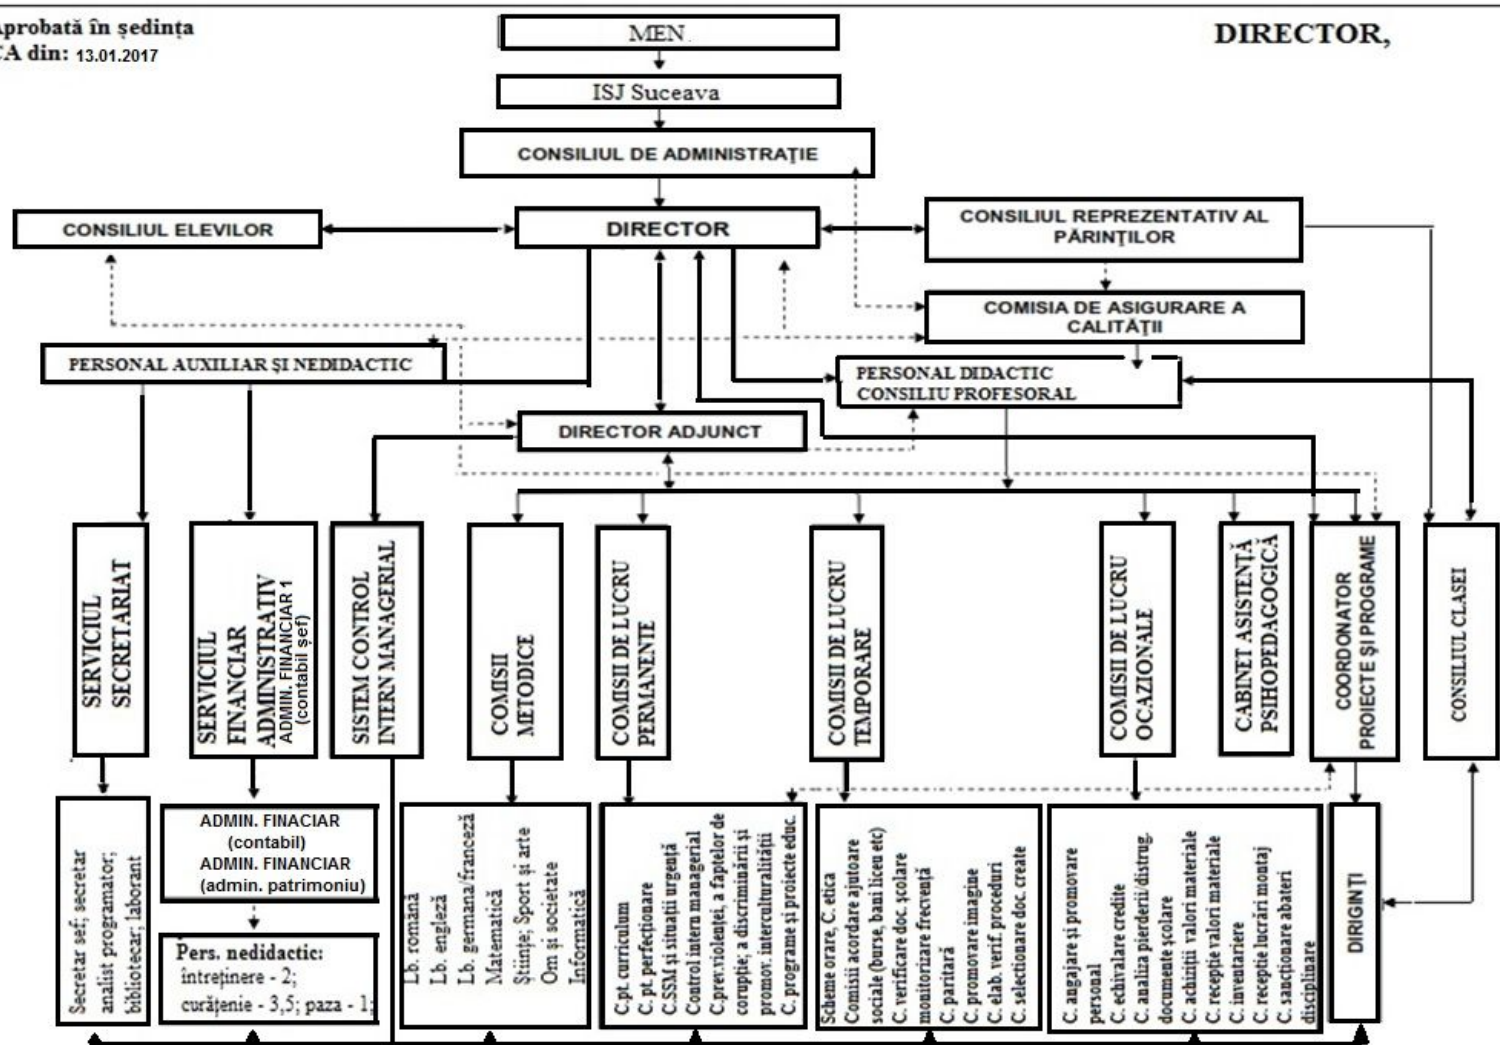 Aprobată în ședința
CA din: 13.01.2017
DIRECTOR,
MEN.
ISJ Suceava
CONSILIUL DE ADMINISTRAŢIE
CONSILIUL ELEVILOR
DIRECTOR
CONSILIUL REPREZENTATIV AL
PĂRINŢILOR
COMISIA DE ASIGURARE A
CALITĂŢII
PERSONAL AUXILIAR ŞI NEDIDACTIC
PERSONAL DIDACTIC
CONSILIU PROFESORAL
DIRECTOR ADJUNCT
SERVICIUL
SECRETARIAT
SERVICIUL
FINANCIAR
ADMINISTRATIV
ADMIN. FINANCIAR 1
(contabil șef)
SISTEM CONTROL
INTERN MANAGERIAL
COMISII
METODICE
COMISII DE LUCRU
PERMANENTE
COMISII DE LUCRU
TEMPORARE
COMISII DE LUCRU
OCAZIONALE
CABINET ASISTENŢĂ
PSIHOPEDAGOGICĂ
COORDONATOR
PROIECTE ŞI PROGRAME
CONSILIUL CLASEI
Secretar sef; secretar
analist programator;
bibliotecar; laborant
ADMIN. FINACIAR
(contabil)
ADMIN. FINANCIAR
(admin. patrimoniu)
Pers. nedidactic:
întreținere - 2;
curățenie - 3,5; paza - 1;
Lb. română
Lb. engleză
Lb. germana/franceză
Matematică
Științe; Sport și arte
Om și societate
Informatică
C.pt. curriculum
C. pt. perfecționare
C.SSM și situații urgență
Control intern managerial
C.prev.violenței, a faptelor de
corupție; a discriminării și
promov. interculturalității
C. programe și proiecte educ.
Scheme orare, C. etica
Comisii acordare ajutoare
sociale (burse, bani liceu etc)
C. verificare doc. școlare
monitorizare frecvență
C. paritară
C. promovare imagine
C. elab. verif. proceduri
C. selectionare doc. create
C. angajare și promovare
personal
C. echivalare credite
C. analiza pierderii/distrug.
documente școlare
C. achiziții valori materiale
C. recepție valori materiale
C. inventariere
C. receptie lucrări montaj
C. sancționare abateri
disciplinare
DIRIGINȚI